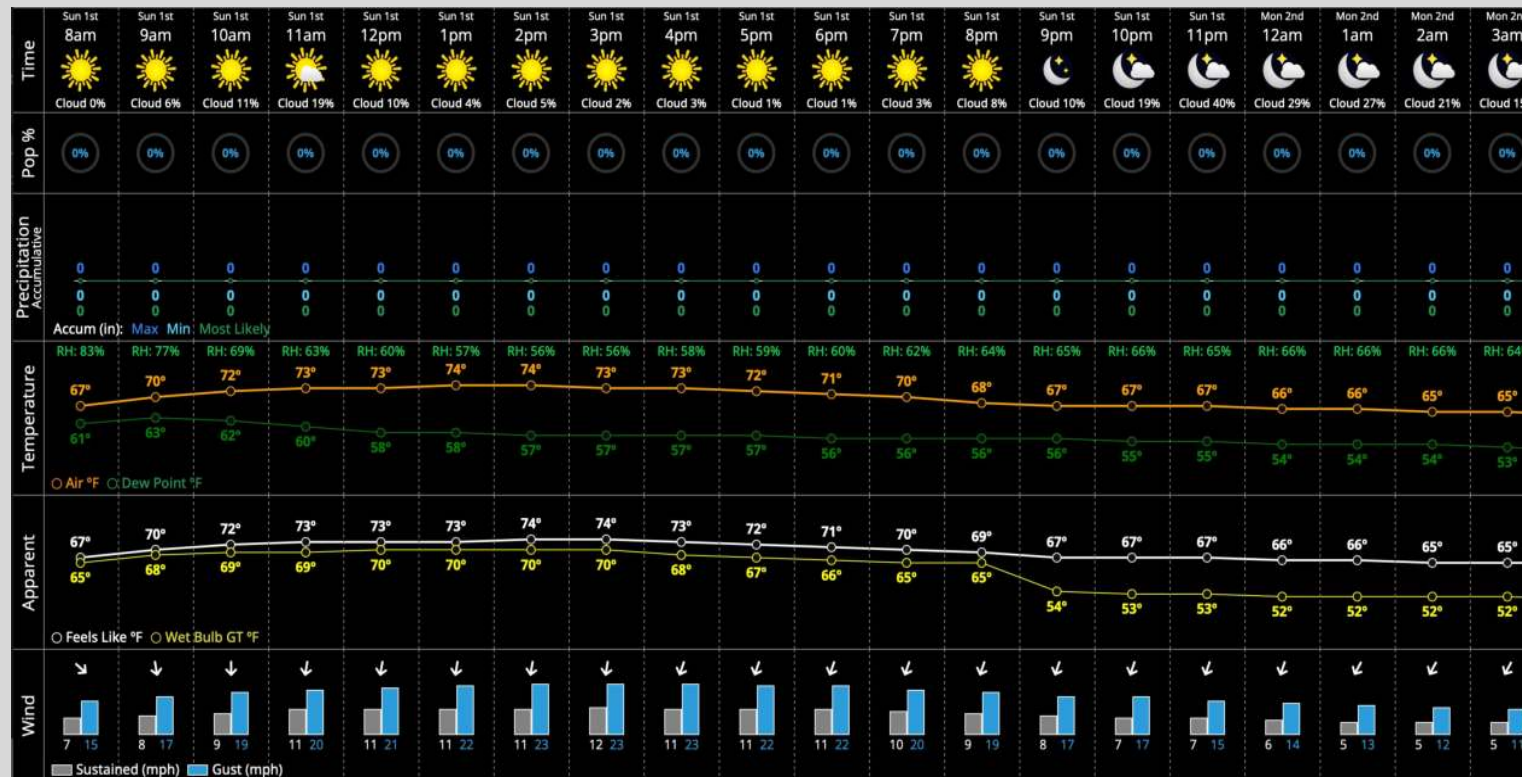 Time
Sun 1st Sun 1st Sun 1st Sun 1st Sun 1st Sun 1st Sun 1st Sun 1st Sun 1st Sun 1st Sun 1st Sun 1st Sun 1st Sun 1st Sun 1st Sun 1st Mon 2nd Mon 2nd Mon 2nd Mon 2n
8am 9am 10am 11am 12pm 1pm 2pm 3pm 4pm 5pm 6pm 7pm 8pm 9pm 10pm 11pm 12am 1am 2am 3am
Cloud 0% Cloud 6% Cloud 11% Cloud 19% Cloud 10% Cloud 4% Cloud 5% Cloud 2% Cloud 3% Cloud 1% Cloud 1% Cloud 3% Cloud 8% Cloud 10% Cloud 19% Cloud 40% Cloud 29% Cloud 27% Cloud 21% Cloud 15
Pop %
0% 0% 0% 0% 0% 0% 0% 0% 0% 0% 0% 0% 0% 0% 0% 0% 0% 0% 0% 0%
Precipitation
Accumulative
0 0 0 0 0 0 0 0 0 0 0 0 0 0 0 0 0 0 0 0
0 0 0 0 0 0 0 0 0 0 0 0 0 0 0 0 0 0 0 0
0 0 0 0 0 0 0 0 0 0 0 0 0 0 0 0 0 0 0 0
Accum (in): Max Min Most Likely
Temperature
RH: 83% RH: 77% RH: 69% RH: 63% RH: 60% RH: 57% RH: 56% RH: 56% RH: 58% RH: 59% RH: 60% RH: 62% RH: 64% RH: 65% RH: 66% RH: 65% RH: 66% RH: 66% RH: 66% RH: 64
67° 70° 72° 73° 73° 74° 74° 73° 73° 72° 71° 70° 68° 67° 67° 67° 66° 66° 65° 65°
61° 63° 62° 60° 58° 58° 57° 57° 57° 57° 56° 56° 56° 56° 55° 55° 54° 54° 54° 53°
Air °F Dew Point °F
Apparent
67° 70° 72° 73° 73° 73° 74° 74° 73° 72° 71° 70° 69° 67° 67° 67° 66° 66° 65° 65°
65° 68° 69° 69° 70° 70° 70° 70° 68° 67° 66° 65° 65° 54° 53° 53° 52° 52° 52° 52°
Feels Like °F Wet Bulb GT °F
Wind
7 15 8 17 9 19 11 20 11 21 11 22 11 23 12 23 11 23 11 22 11 22 10 20 9 19 8 17 7 17 7 15 6 14 5 13 5 12 5 11
Sustained (mph) Gust (mph)